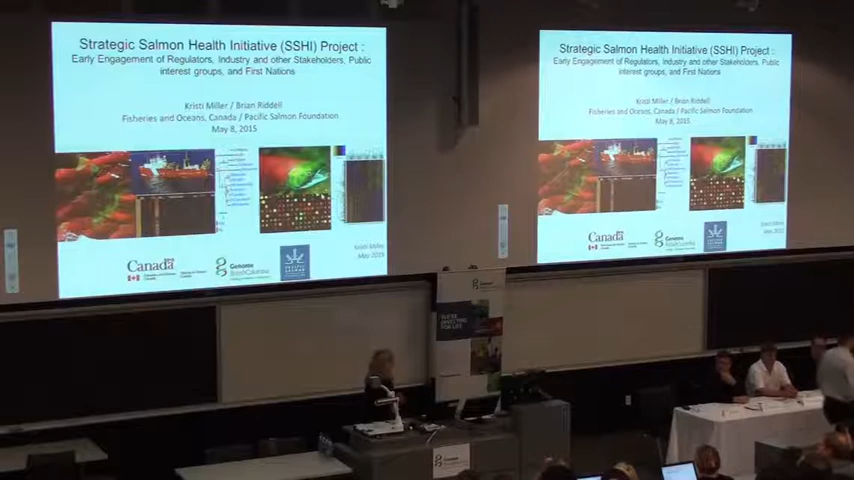 Strategic Salmon Health Initiative (SSHI) Project :
Early Engagement of Regulators, Industry and other Stakeholders, Public
interest groups, and First Nations
Kristi Miller / Brian Riddell
Fisheries and Oceans, Canada / Pacific Salmon Foundation
May 8, 2015
Canada
Genome
BritishColumbia
Kristi Miller
May 2015
Strategic Salmon Health Initiative (SSHI) Project :
Early Engagement of Regulators, Industry and other Stakeholders, Public
interest groups, and First Nations
Kristi Miller / Brian Riddell
Fisheries and Oceans, Canada / Pacific Salmon Foundation
May 8, 2015
Canada
Genome
BritishColumbia